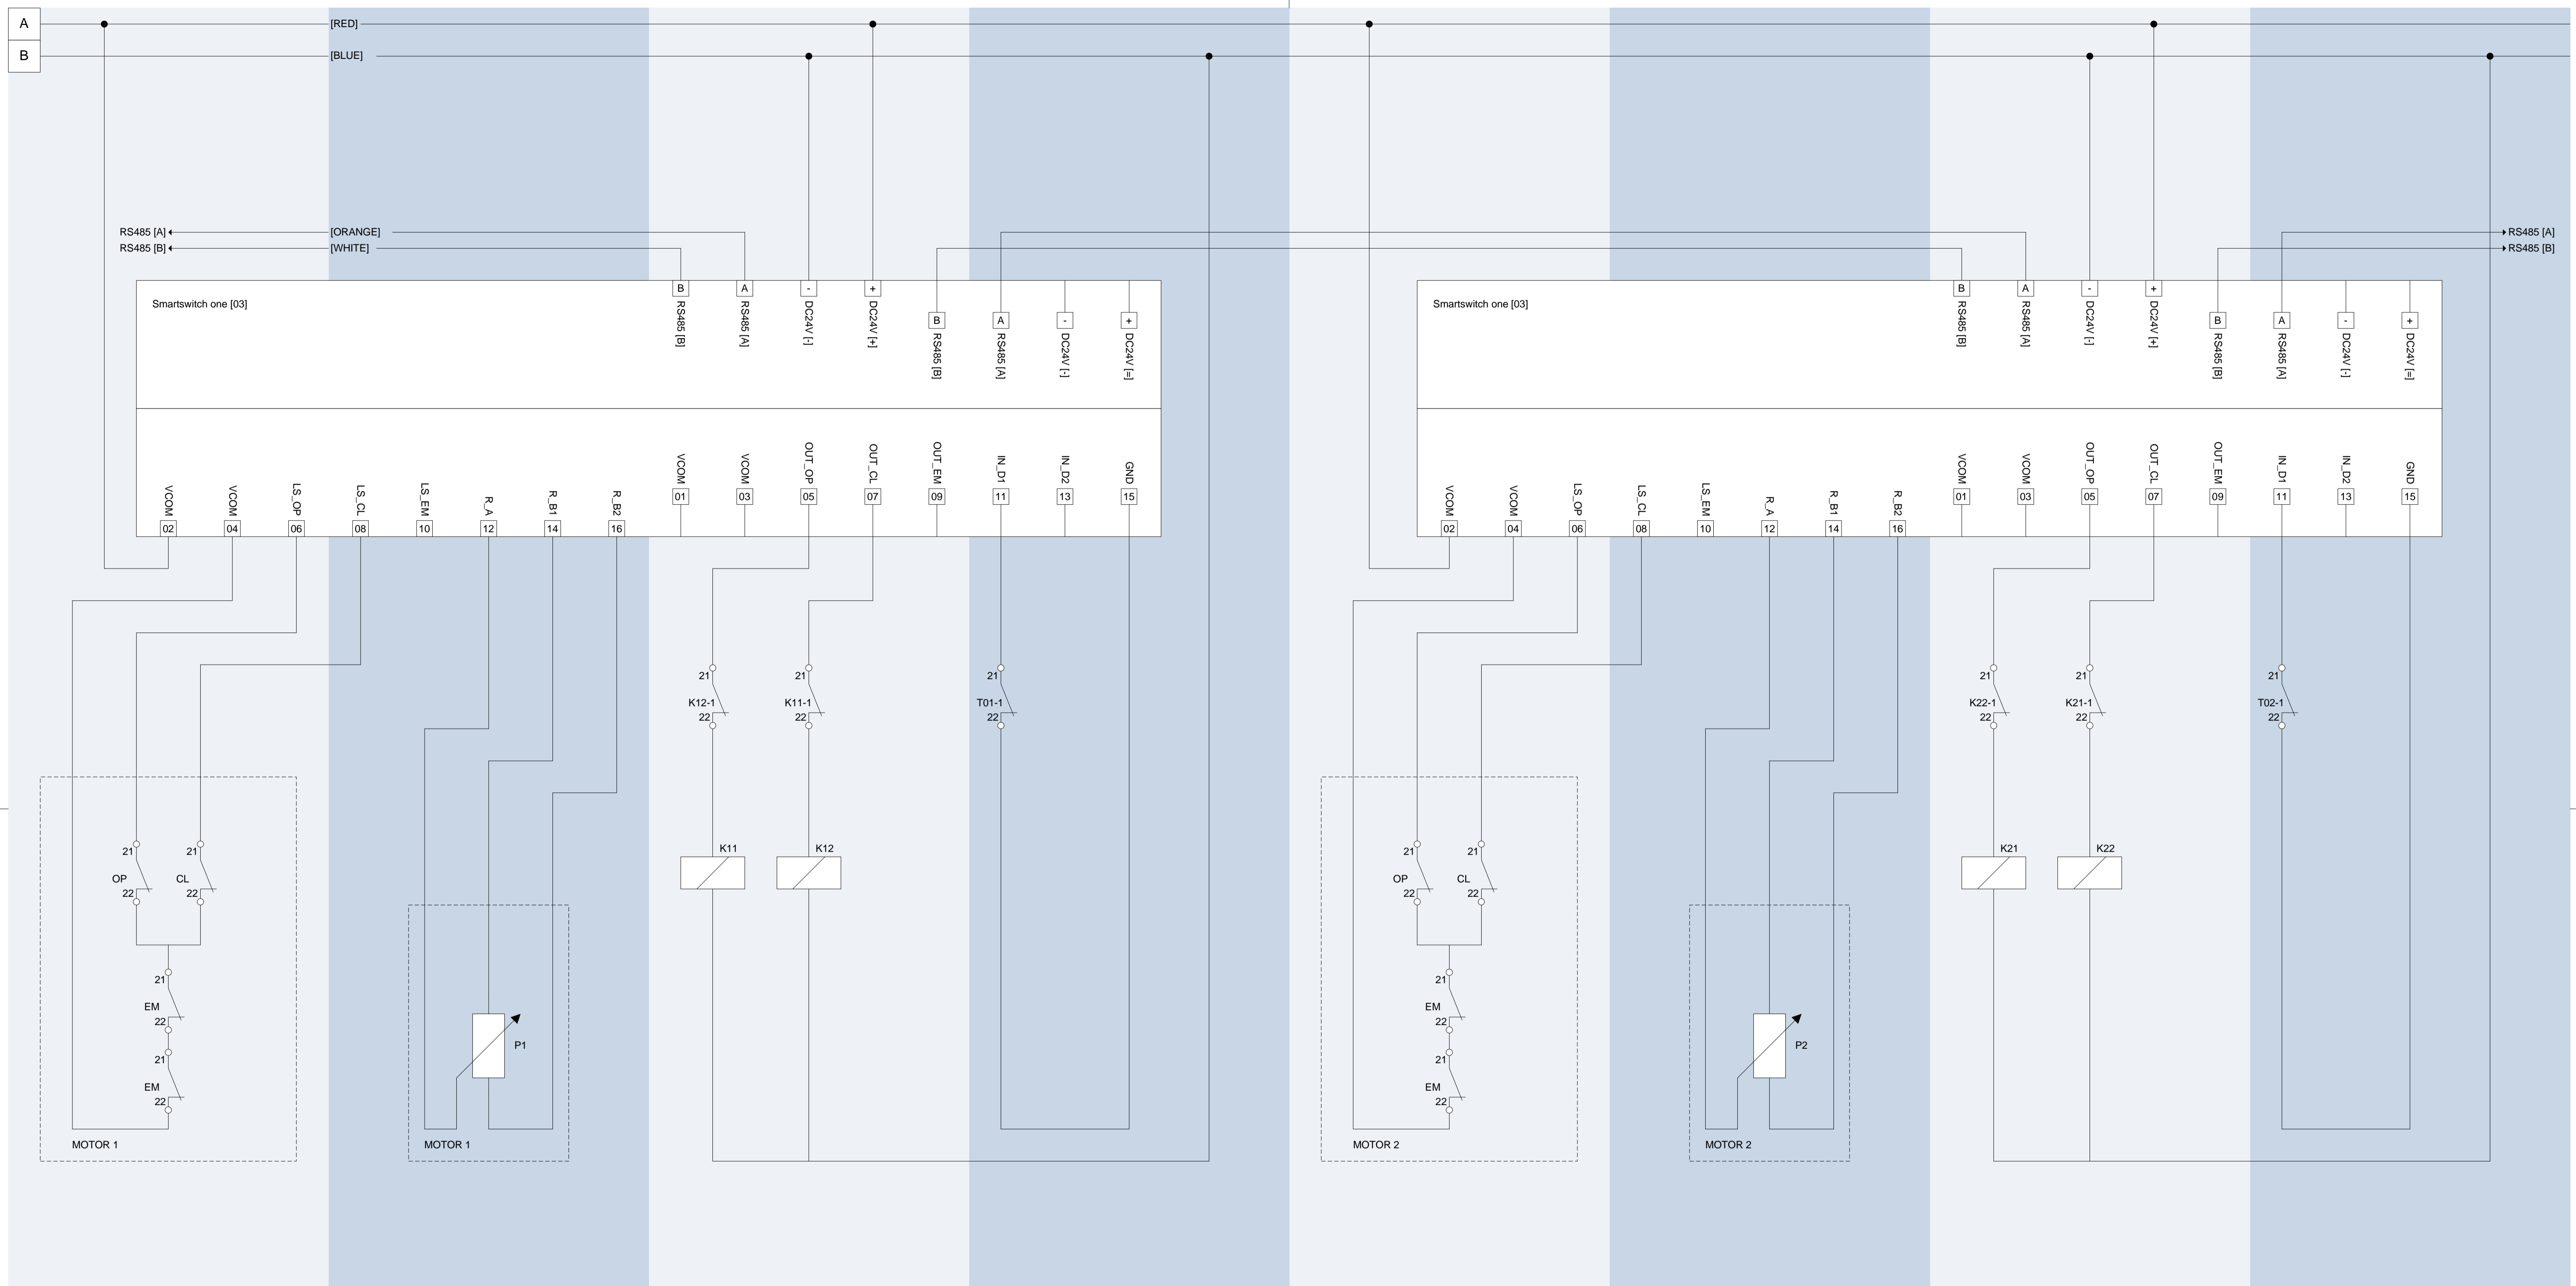 A
[RED]
B
[BLUE]
RS485 [A]
[ORANGE]
RS485 [A]
RS485 [B]
[WHITE]
RS485 [B]
Smartswitch one [03]
B
A
-
+
RS485 [B]
RS485 [A]
DC24V [-]
DC24V [+]
B
A
-
+
RS485 [B]
RS485 [A]
DC24V [-]
DC24V [=]
VCOM
VCOM
LS_OP
LS_CL
LS_EM
R_A
R_B1
R_B2
02
04
06
08
10
12
14
16
VCOM
VCOM
OUT_OP
OUT_CL
OUT_EM
IN_D1
IN_D2
GND
01
03
05
07
09
11
13
15
21
K12-1
22
21
K11-1
22
21
T01-1
22
21
OP
22
21
CL
22
21
EM
22
21
EM
22
MOTOR 1
P1
MOTOR 1
K11
K12
Smartswitch one [03]
B
A
-
+
RS485 [B]
RS485 [A]
DC24V [-]
DC24V [+]
B
A
-
+
RS485 [B]
RS485 [A]
DC24V [-]
DC24V [=]
VCOM
VCOM
LS_OP
LS_CL
LS_EM
R_A
R_B1
R_B2
02
04
06
08
10
12
14
16
VCOM
VCOM
OUT_OP
OUT_CL
OUT_EM
IN_D1
IN_D2
GND
01
03
05
07
09
11
13
15
21
K22-1
22
21
K21-1
22
21
T02-1
22
21
OP
22
21
CL
22
21
EM
22
21
EM
22
MOTOR 2
P2
MOTOR 2
K21
K22